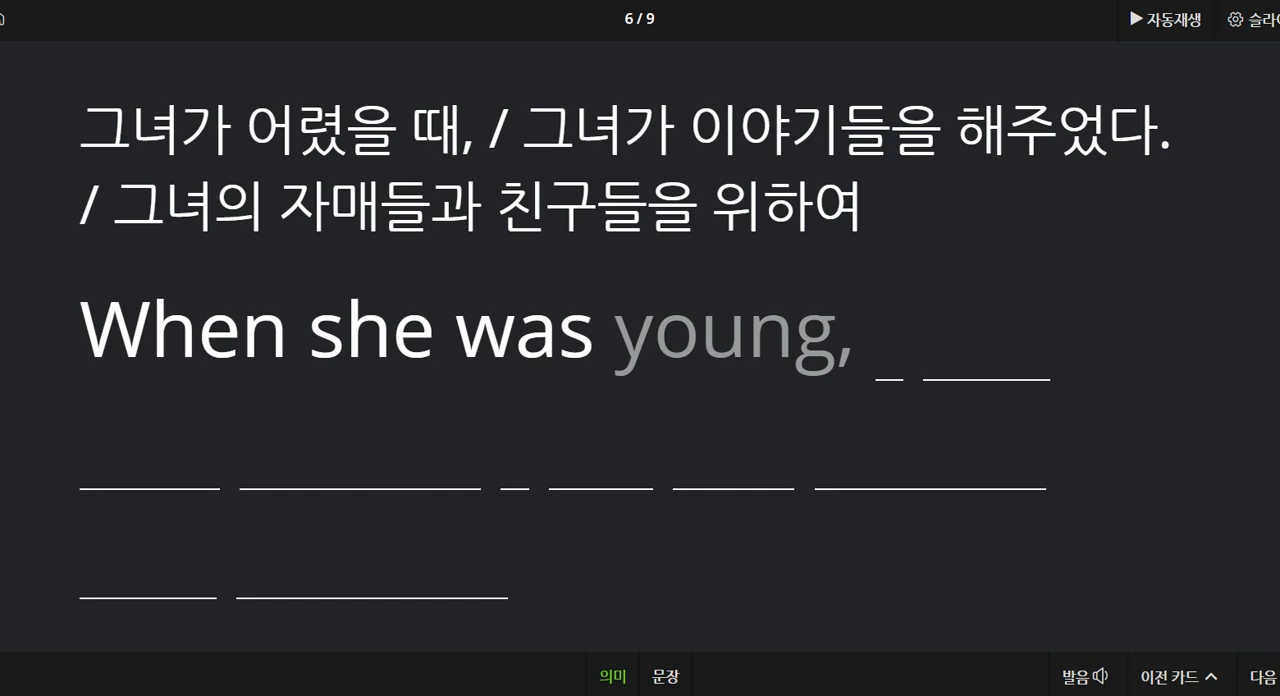 6 / 9
▶ 자동재생
그녀가 어렸을 때, / 그녀가 이야기들을 해주었다.
/ 그녀의 자매들과 친구들을 위하여
When she was young,
의미 문장
발음 이전 카드 다음